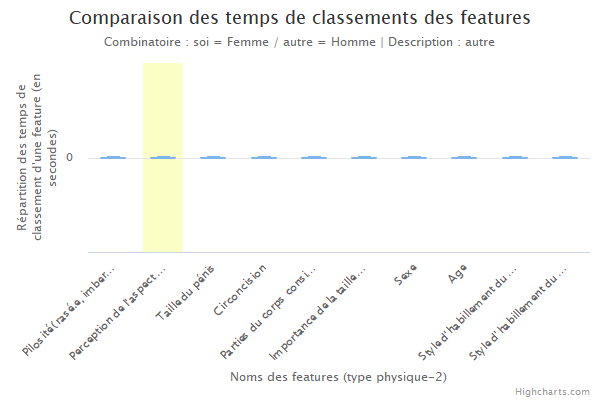 Comparaison des temps de classements des features
Combinatoire : soi = Femme / autre = Homme | Description : autre
Répartition des temps de
classement d'une feature (en
secondes)
0
Pilosité(rasée, imber...
Perception de l'aspect...
Taille du pénis
Circoncision
Parties du corps consi...
Importance de la taille...
Sexe
Age
Style d'habillement du ...
Style d'habillement du ...
Noms des features (type physique-2)
Highcharts.com